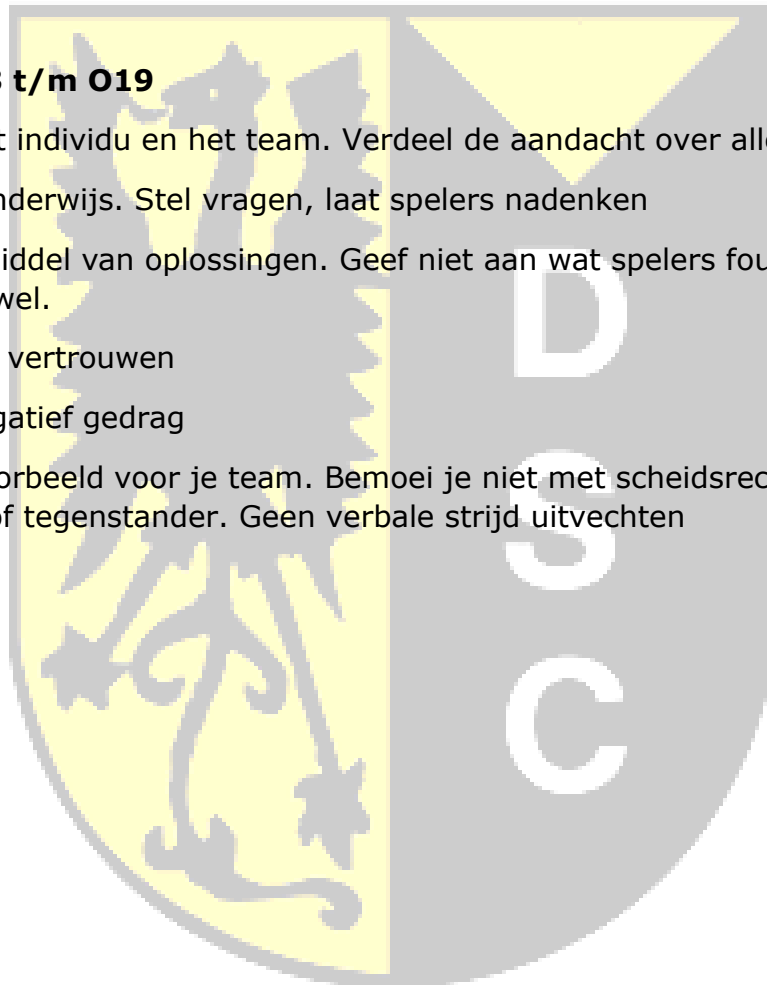 t/m O19
t individu en het team. Verdeel de aandacht over all
nderwijs. Stel vragen, laat spelers nadenken
iddel van oplossingen. Geef niet aan wat spelers fou
wel.
vertrouwen
gatief gedrag
orbeeld voor je team. Bemoei je niet met scheidsrec
of tegenstander. Geen verbale strijd uitvechten
D
S
C